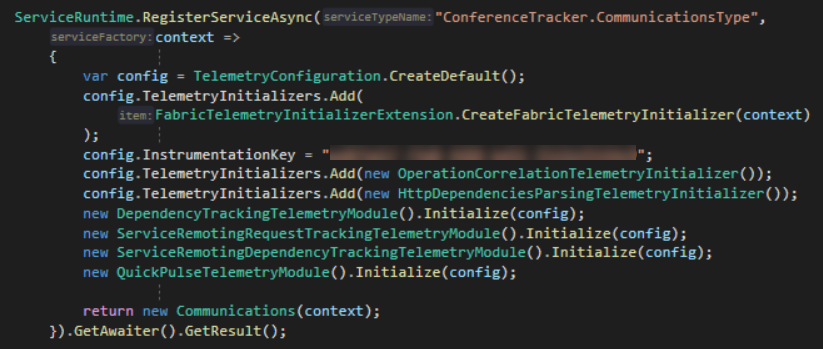 ServiceRuntime.RegisterServiceAsync(serviceTypeName:"ConferenceTracker.CommunicationsType",
serviceFactory:context =>
{
var config = TelemetryConfiguration.CreateDefault();
config.TelemetryInitializers.Add(
item:FabricTelemetryInitializerExtension.CreateFabricTelemetryInitializer(context)
);
config.InstrumentationKey = "";
config.TelemetryInitializers.Add(new OperationCorrelationTelemetryInitializer());
config.TelemetryInitializers.Add(new HttpDependenciesParsingTelemetryInitializer());
new DependencyTrackingTelemetryModule().Initialize(config);
new ServiceRemotingRequestTrackingTelemetryModule().Initialize(config);
new ServiceRemotingDependencyTrackingTelemetryModule().Initialize(config);
new QuickPulseTelemetryModule().Initialize(config);
return new Communications(context);
}).GetAwaiter().GetResult();